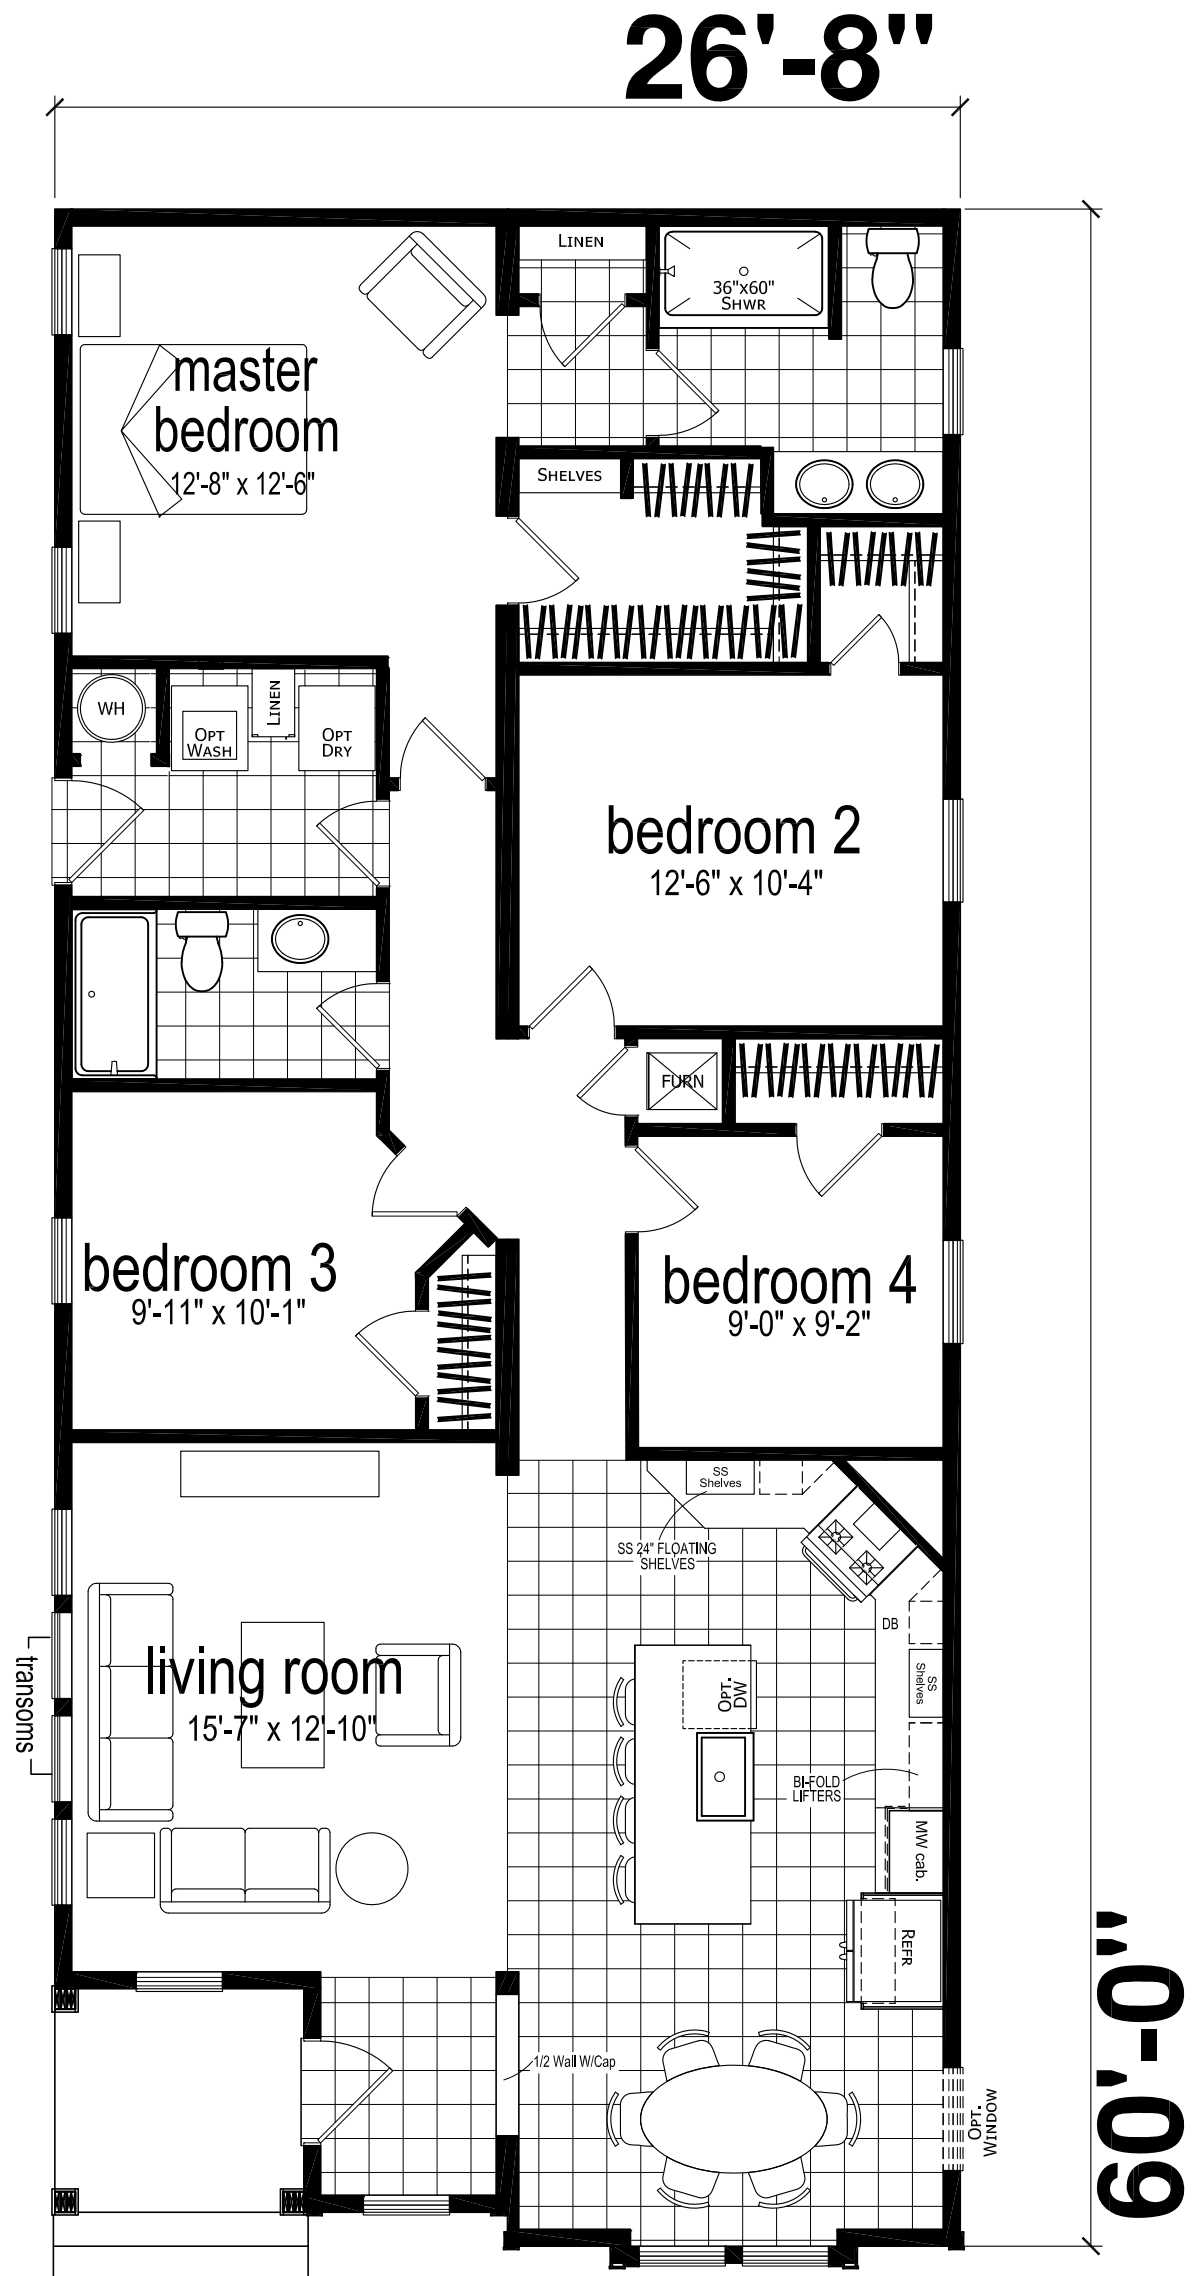 26'-8"
LINEN
36"x60"
SHWR
master
bedroom
12'-8" x 12'-6"
SHELVES
WH
OPT
WASH
LINEN
OPT
DRY
bedroom 2
12'-6" x 10'-4"
FURN
bedroom 3
9'-11" x 10'-1"
bedroom 4
9'-0" x 9'-2"
SS
Shelves
SS 24" FLOATING
SHELVES
DB
SS
Shelves
living room
15'-7" x 12'-10"
transoms
OPT.
DW
BI-FOLD
LIFTERS
MW cab.
REFR
1/2 Wall W/Cap
OPT.
WINDOW
60'-0"